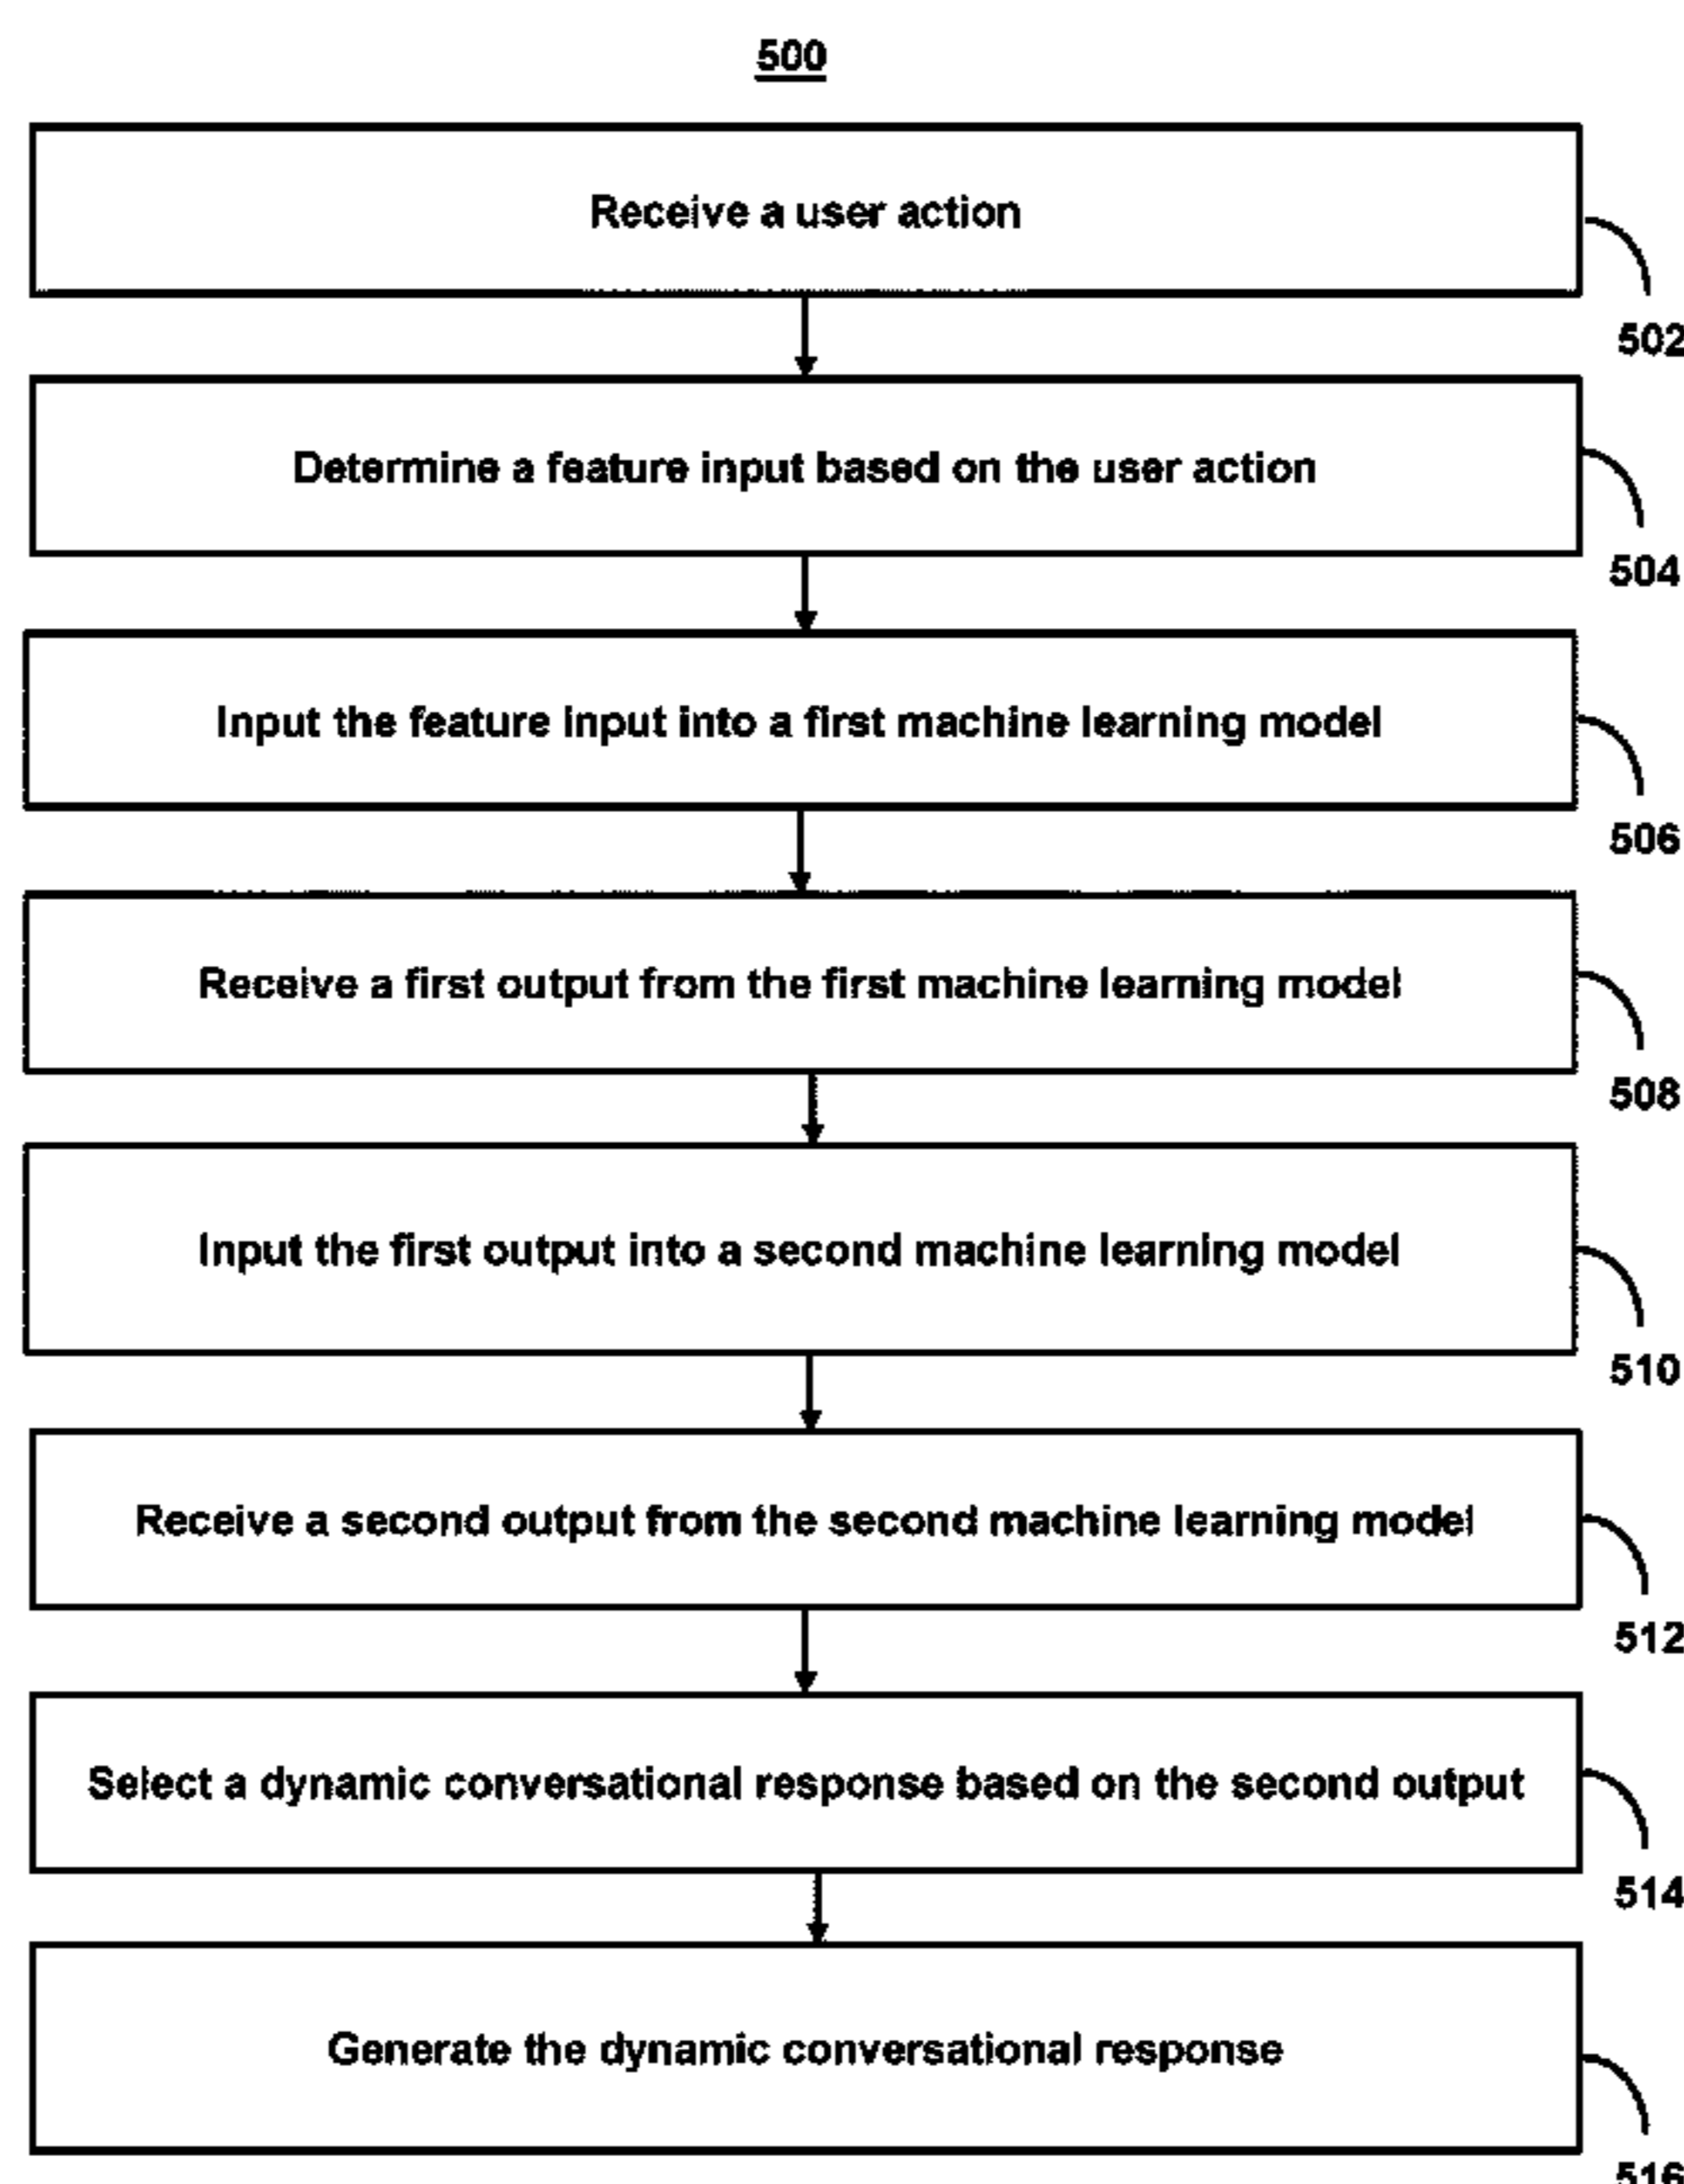 500
Receive a user action
502
Determine a feature input based on the user action
504
Input the feature input into a first machine learning model
506
Receive a first output from the first machine learning model
508
Input the first output into a second machine learning model
510
Receive a second output from the second machine learning model
512
Select a dynamic conversational response based on the second output
514
Generate the dynamic conversational response
516